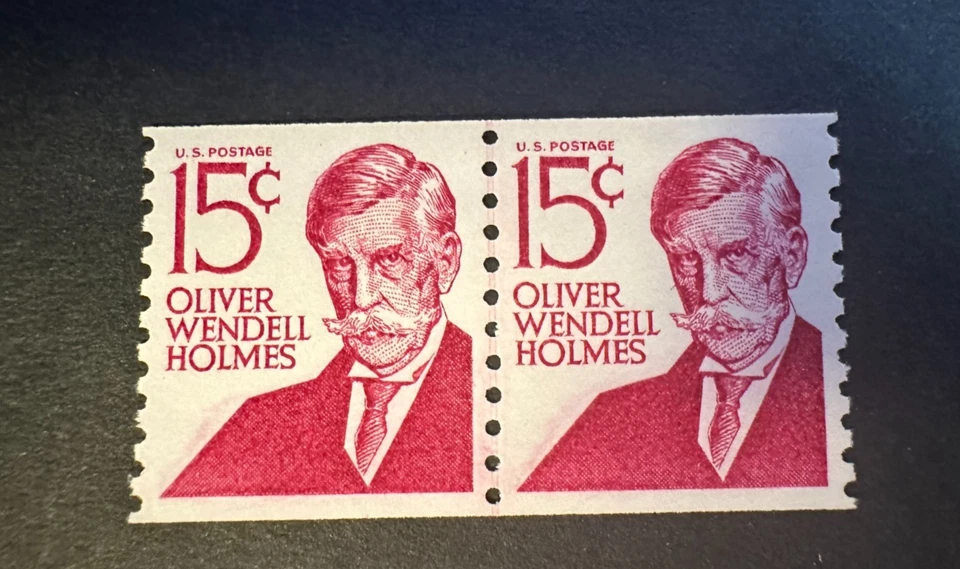 U.S. POSTAGE
15¢
OLIVER
WENDELL
HOLMES
U.S. POSTAGE
15¢
OLIVER
WENDELL
HOLMES